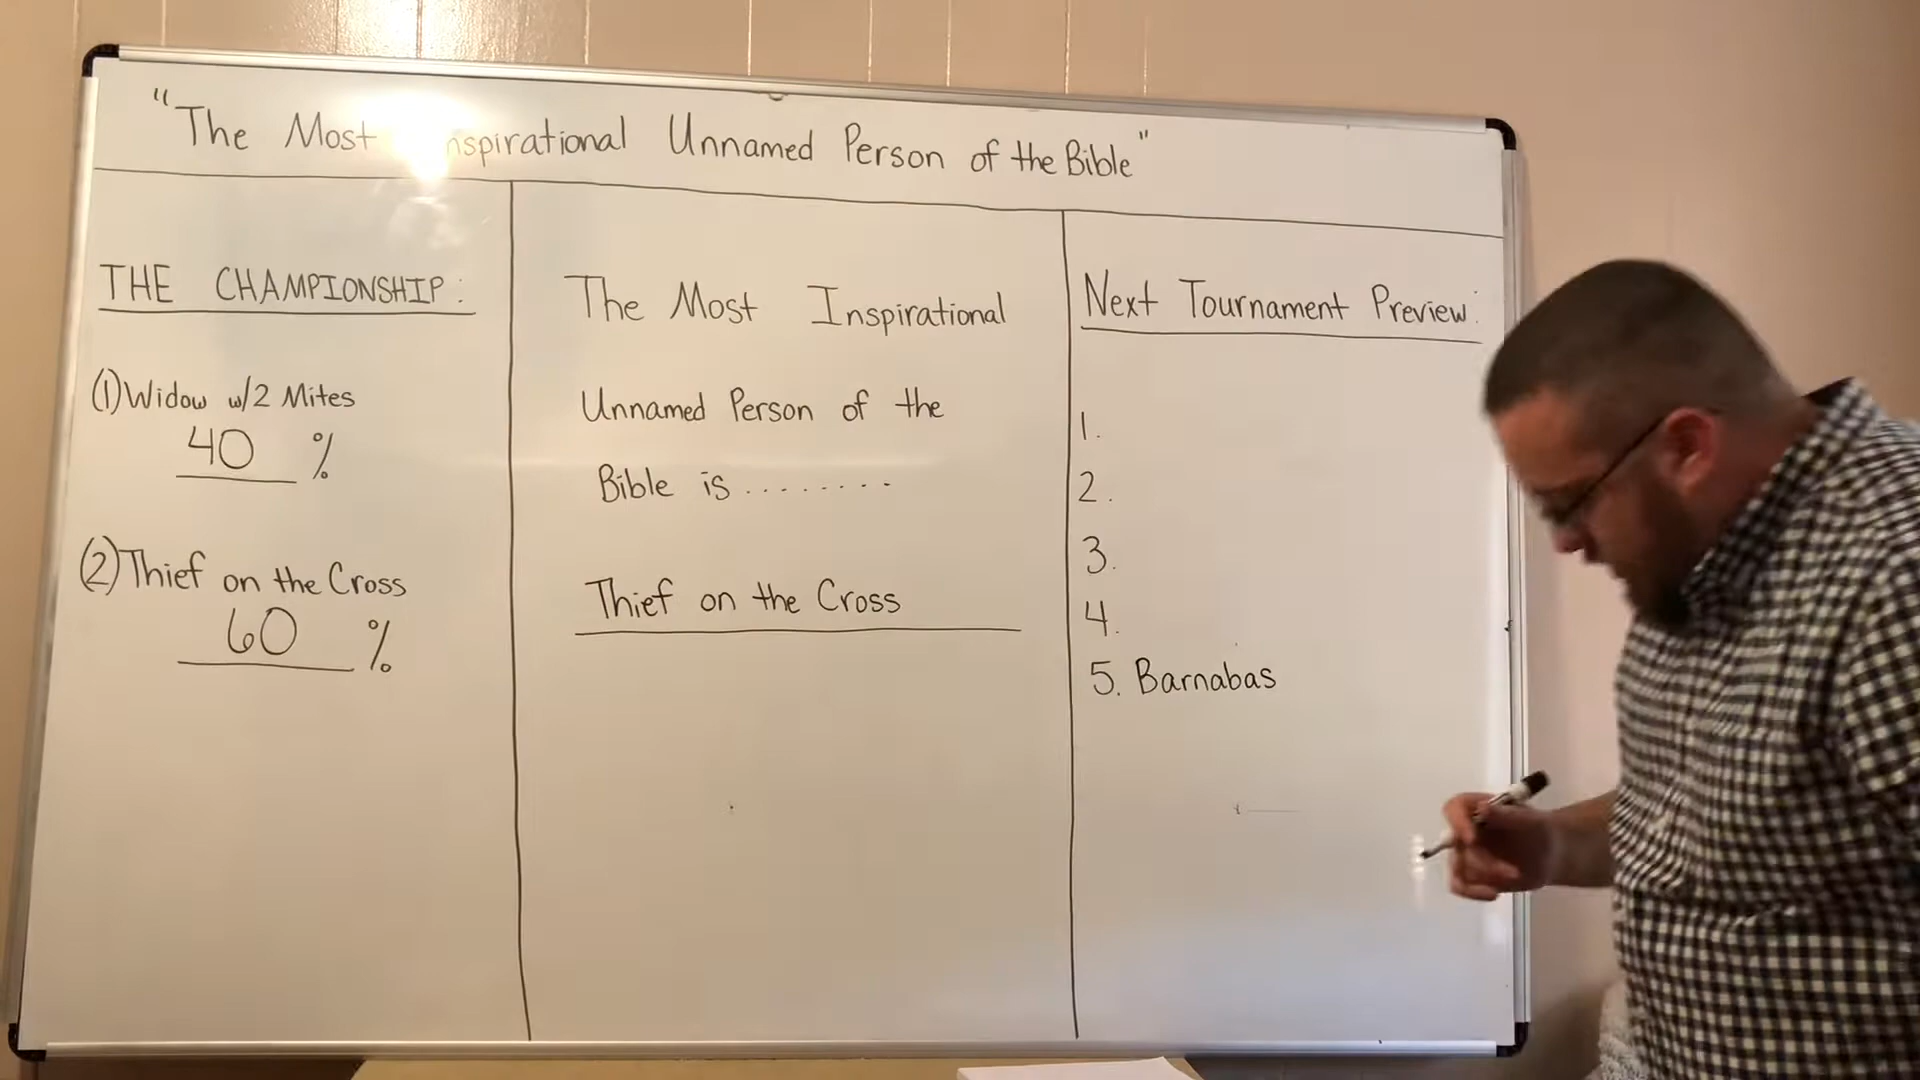 "The Most nspirational Unnamed Person of the Bible"
THE CHAMPIONSHIP:
(1) Widow w/2 Mites
40 %
(2) Thief on the Cross
60 %
The Most Inspirational
Unnamed Person of the
Bible is ........
Thief on the Cross
Next Tournament Preview:
1.
2.
3.
4.
5. Barnabas